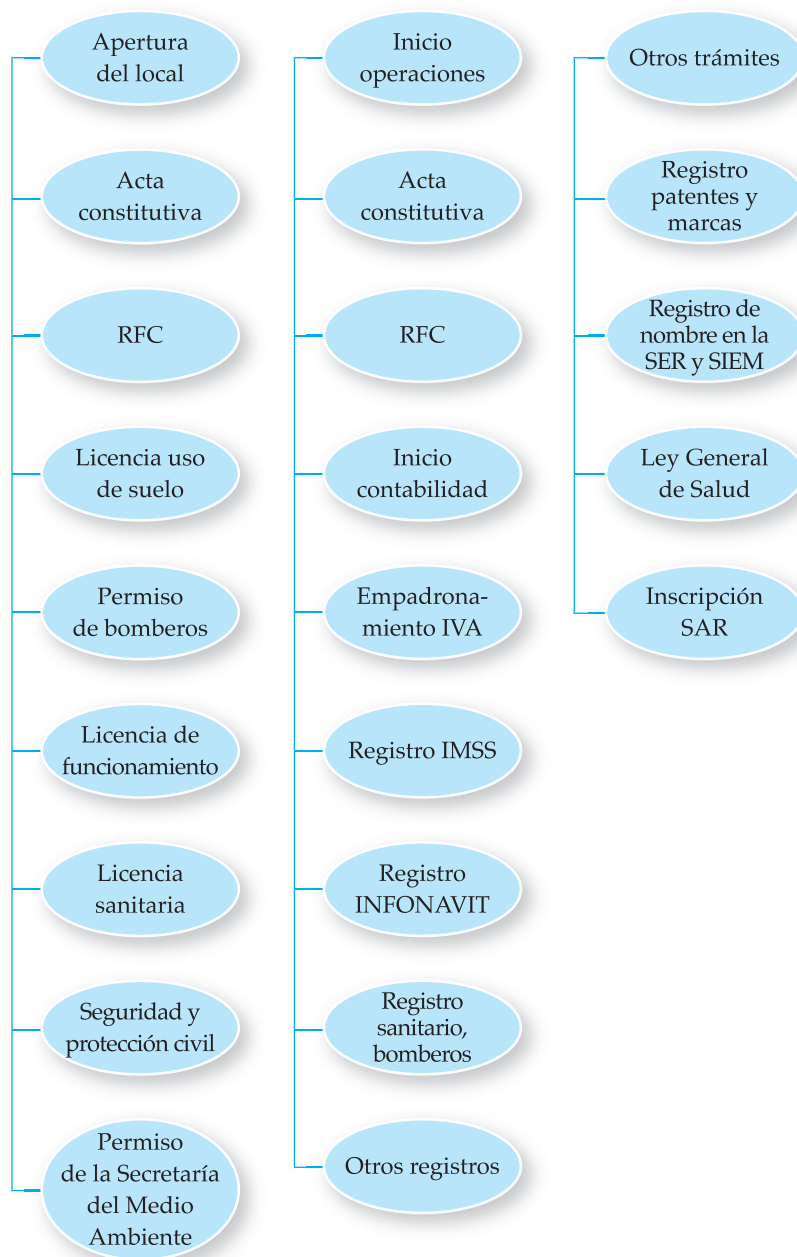 Apertura
del local
Acta
constitutiva
RFC
Licencia uso
de suelo
Permiso
de bomberos
Licencia de
funcionamiento
Licencia
sanitaria
Seguridad y
protección civil
Permiso
de la Secretaría
del Medio
Ambiente
Inicio
operaciones
Acta
constitutiva
RFC
Inicio
contabilidad
Empadrona-
miento IVA
Registro IMSS
Registro
INFONAVIT
Registro
sanitario,
bomberos
Otros registros
Otros trámites
Registro
patentes y
marcas
Registro de
nombre en la
SER y SIEM
Ley General
de Salud
Inscripción
SAR